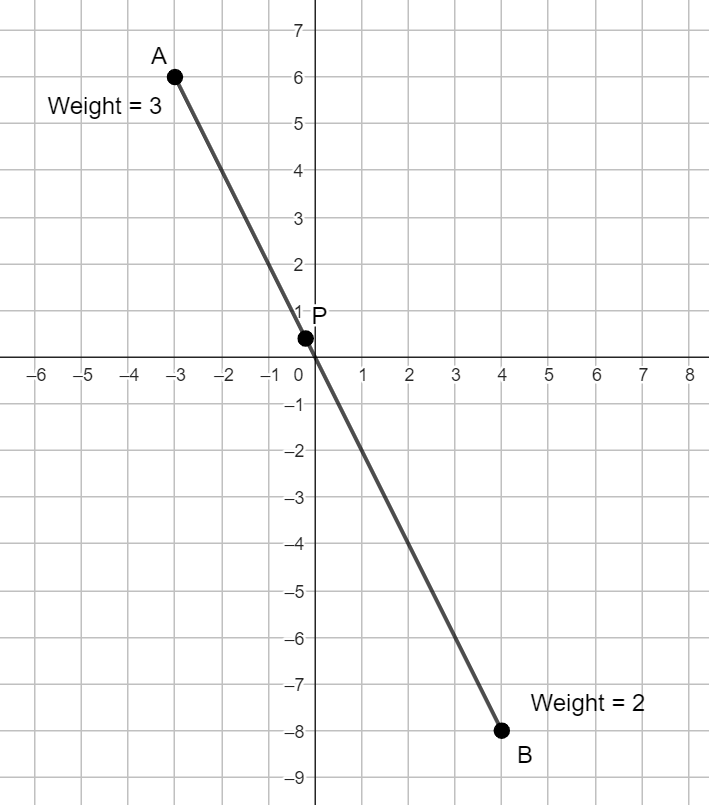 7
A
6
Weight = 3
5
4
3
2
1
P
–6 –5 –4 –3 –2 –1 0 1 2 3 4 5 6 7 8
–1
–2
–3
–4
–5
–6
–7
Weight = 2
–8
B
–9